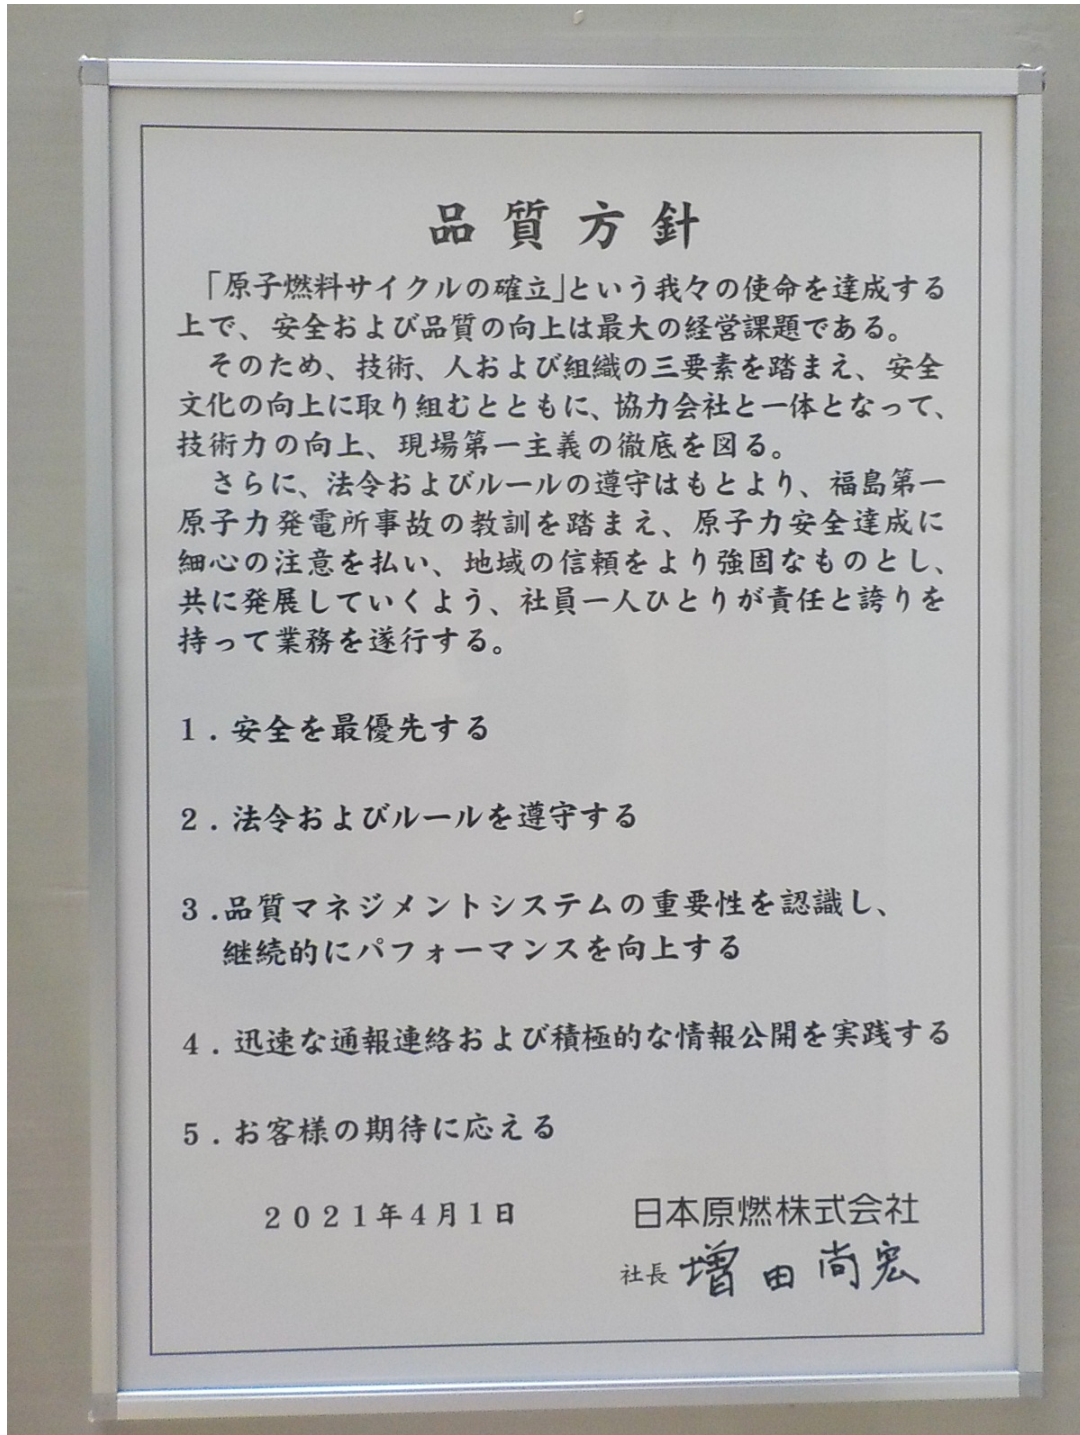 品質方針
「原子燃料サイクルの確立」という我々の使命を達成する
上で、安全および品質の向上は最大の経営課題である。
そのため、技術、人および組織の三要素を踏まえ、安全
文化の向上に取り組むとともに、協力会社と一体となって、
技術力の向上、現場第一主義の徹底を図る。
さらに、法令およびルールの遵守はもとより、福島第一
原子力発電所事故の教訓を踏まえ、原子力安全達成に
細心の注意を払い、地域の信頼をより強固なものとし、
共に発展していくよう、社員一人ひとりが責任と誇りを
持って業務を遂行する。
1.安全を最優先する
2.法令およびルールを遵守する
3.品質マネジメントシステムの重要性を認識し、
継続的にパフォーマンスを向上する
4.迅速な通報連絡および積極的な情報公開を実践する
5.お客様の期待に応える
2021年4月1日 日本原燃株式会社
社長 増田尚宏